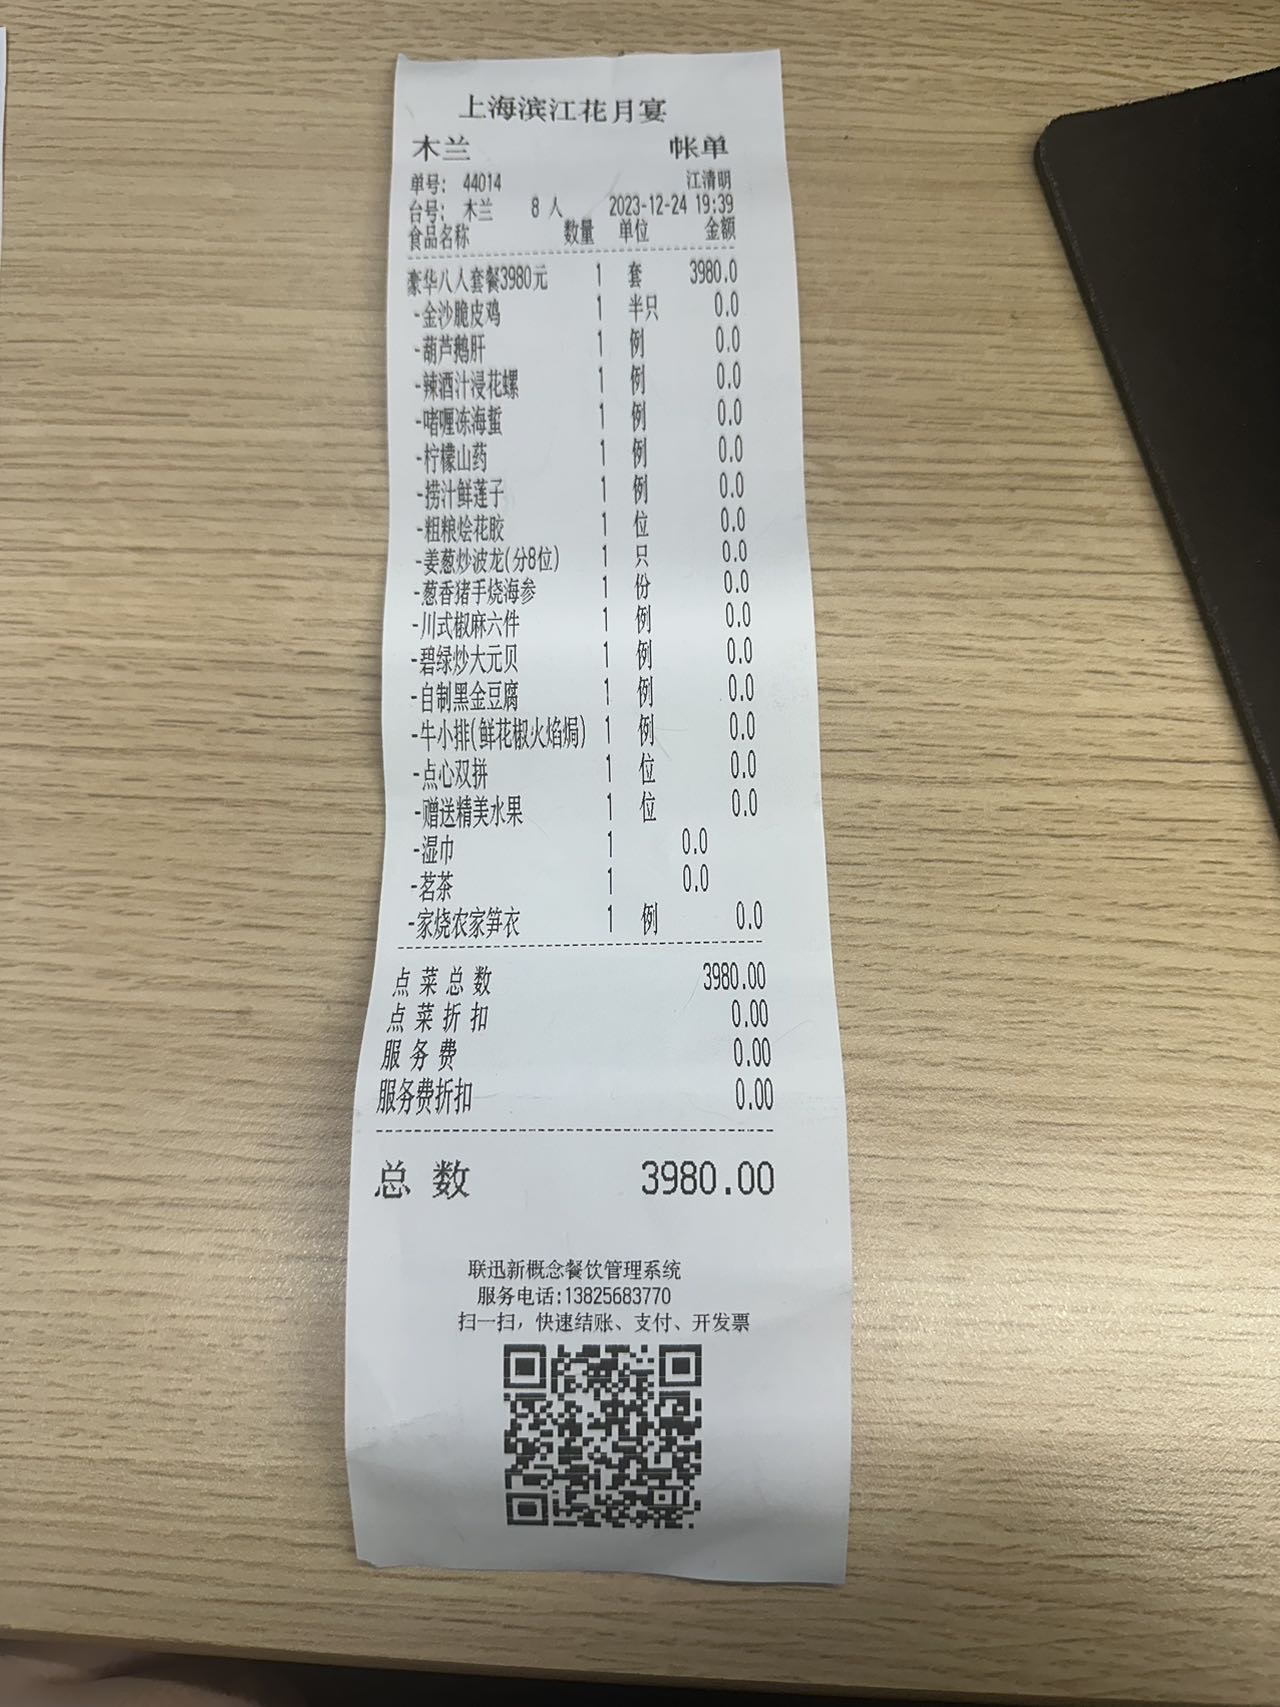 上海滨江花月宴
木兰 帐单
单号: 44014 江清明
台号: 木兰 8 人 2023-12-24 19:39
食品名称 数量 单位 金额
豪华八人套餐3980元 1 套 3980.0
-金沙脆皮鸡 1 半只 0.0
-葫芦鹅肝 1 例 0.0
-辣酒汁浸花螺 1 例 0.0
-啫喱冻海蜇 1 例 0.0
-柠檬山药 1 例 0.0
-捞汁鲜莲子 1 例 0.0
-粗粮烩花胶 1 位 0.0
-姜葱炒波龙(分8位) 1 只 0.0
-葱香猪手烧海参 1 份 0.0
-川式椒麻六件 1 例 0.0
-碧绿炒大元贝 1 例 0.0
-自制黑金豆腐 1 例 0.0
-牛小排(鲜花椒火焰焗) 1 例 0.0
-点心双拼 1 位 0.0
-赠送精美水果 1 位 0.0
-湿巾 1 0.0
-茗茶 1 0.0
-家烧农家笋衣 1 例 0.0
点菜总数 3980.00
点菜折扣 0.00
服务费 0.00
服务费折扣 0.00
总数 3980.00
联迅新概念餐饮管理系统
服务电话:13825683770
扫一扫，快速结账、支付、开发票